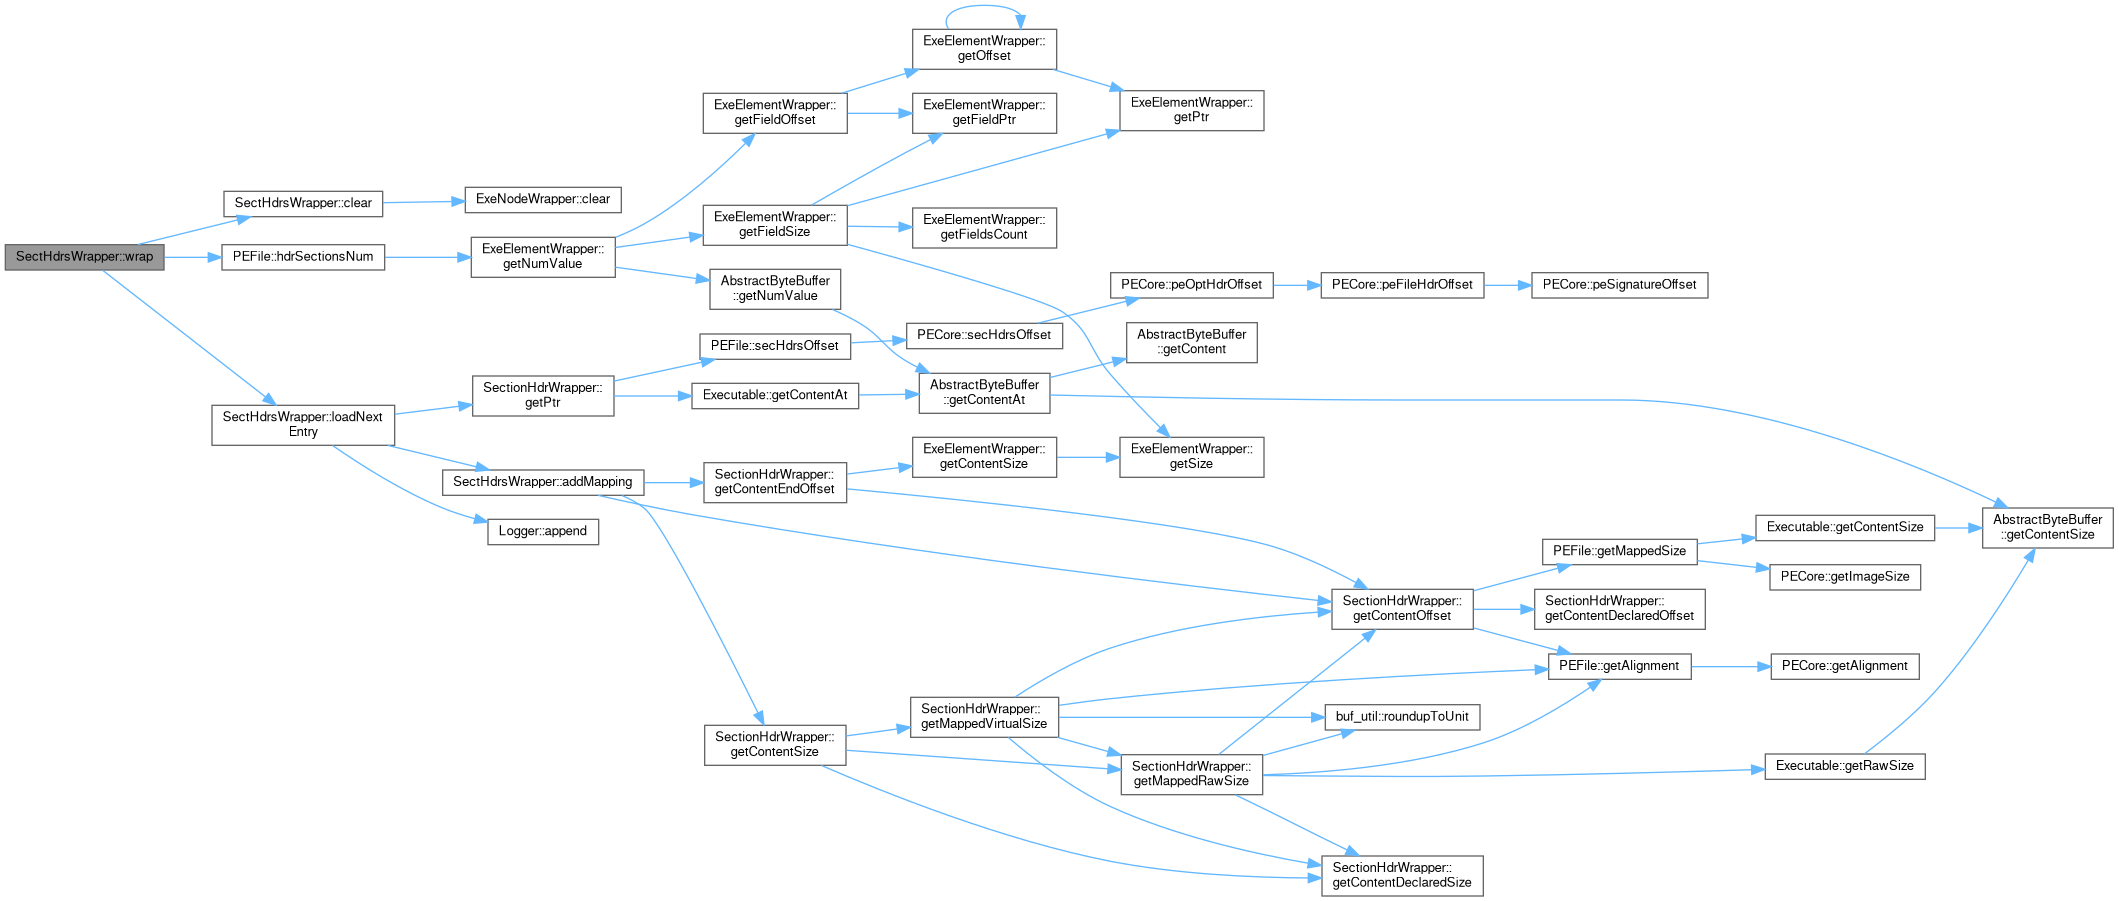 ExeElementWrapper::
getOffset
ExeElementWrapper::
getFieldOffset
ExeElementWrapper::
getFieldPtr
ExeElementWrapper::
getPtr
SectHdrsWrapper::clear
ExeNodeWrapper::clear
ExeElementWrapper::
getFieldSize
ExeElementWrapper::
getFieldsCount
SectHdrsWrapper::wrap
PEFile::hdrSectionsNum
ExeElementWrapper::
getNumValue
AbstractByteBuffer
::getNumValue
PECore::peOptHdrOffset
PECore::peFileHdrOffset
PECore::peSignatureOffset
PEFile::secHdrsOffset
PECore::secHdrsOffset
AbstractByteBuffer
::getContent
SectHdrsWrapper::loadNext
Entry
SectionHdrWrapper::
getPtr
Executable::getContentAt
AbstractByteBuffer
::getContentAt
ExeElementWrapper::
getContentSize
ExeElementWrapper::
getSize
SectHdrsWrapper::addMapping
SectionHdrWrapper::
getContentEndOffset
Logger::append
Executable::getContentSize
AbstractByteBuffer
::getContentSize
PEFile::getMappedSize
PECore::getImageSize
SectionHdrWrapper::
getContentOffset
SectionHdrWrapper::
getContentDeclaredOffset
PEFile::getAlignment
PECore::getAlignment
SectionHdrWrapper::
getMappedVirtualSize
buf_util::roundupToUnit
SectionHdrWrapper::
getContentSize
SectionHdrWrapper::
getMappedRawSize
Executable::getRawSize
SectionHdrWrapper::
getContentDeclaredSize